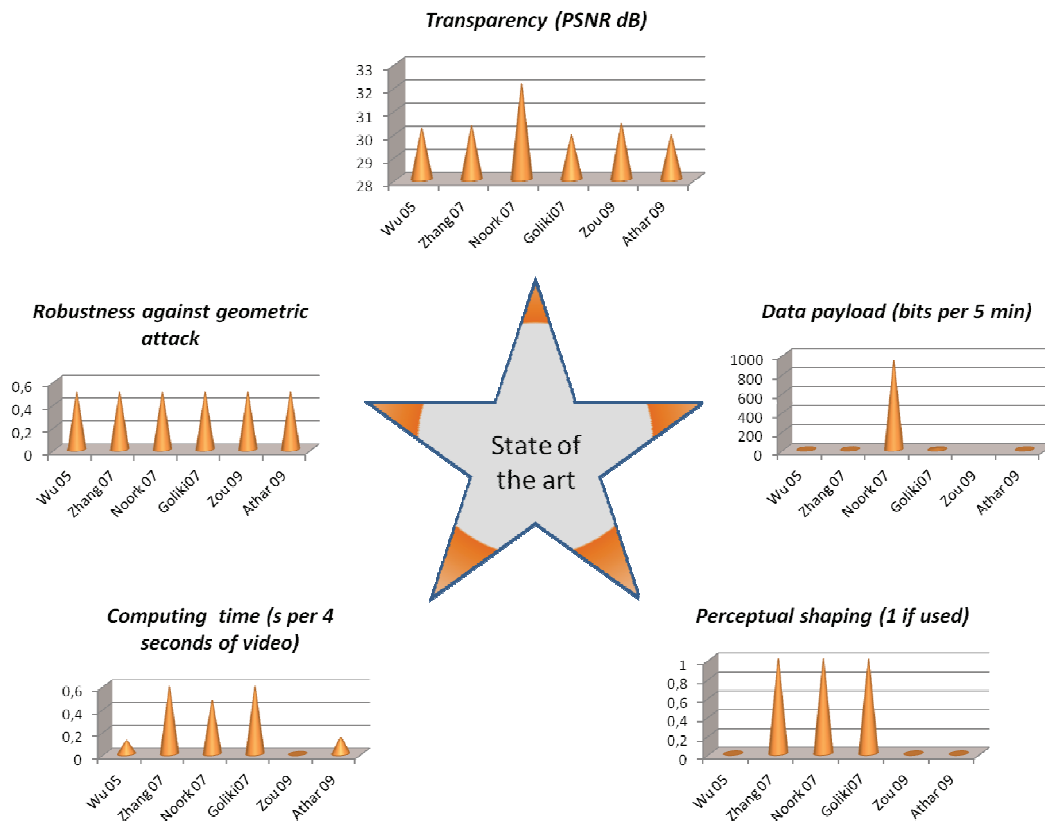 Transparency (PSNR dB)
33
32
31
30
29
28
Wu 05
Zhang 07
Noork 07
Goliki07
Zou 09
Athar 09
Robustness against geometric
attack
0,6
0,4
0,2
0
Wu 05
Zhang 07
Noork 07
Goliki07
Zou 09
Athar 09
Data payload (bits per 5 min)
1000
800
600
400
200
0
Wu 05
Zhang 07
Noork 07
Goliki07
Zou 09
Athar 09
State of
the art
Computing time (s per 4
seconds of video)
0,6
0,4
0,2
0
Wu 05
Zhang 07
Noork 07
Goliki07
Zou 09
Athar 09
Perceptual shaping (1 if used)
1
0,8
0,6
0,4
0,2
0
Wu 05
Zhang 07
Noork 07
Goliki07
Zou 09
Athar 09